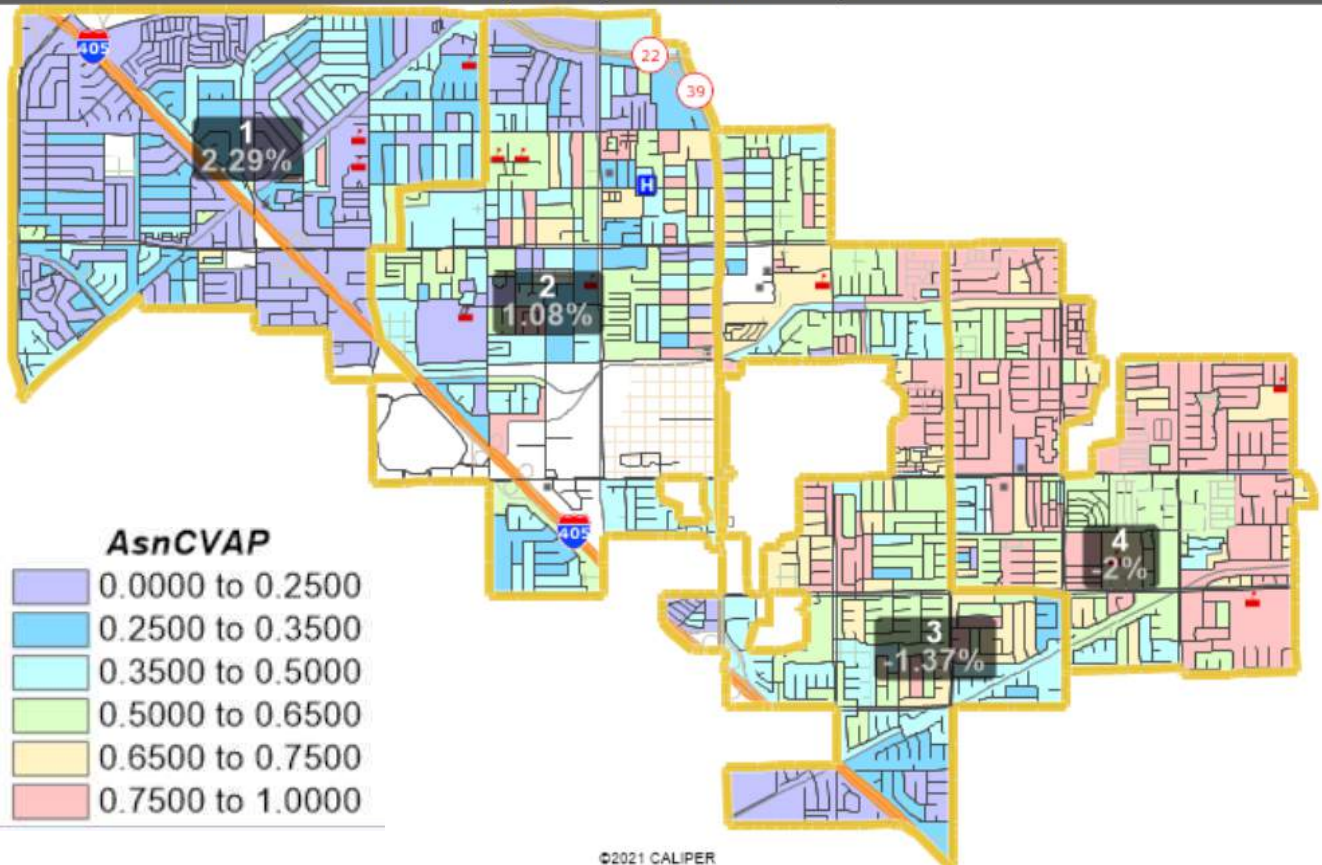 405
22
39
1
2.29%
H
2
1.08%
405
4
-2%
3
-1.37%
AsnCVAP
0.0000 to 0.2500
0.2500 to 0.3500
0.3500 to 0.5000
0.5000 to 0.6500
0.6500 to 0.7500
0.7500 to 1.0000
©2021 CALIPER